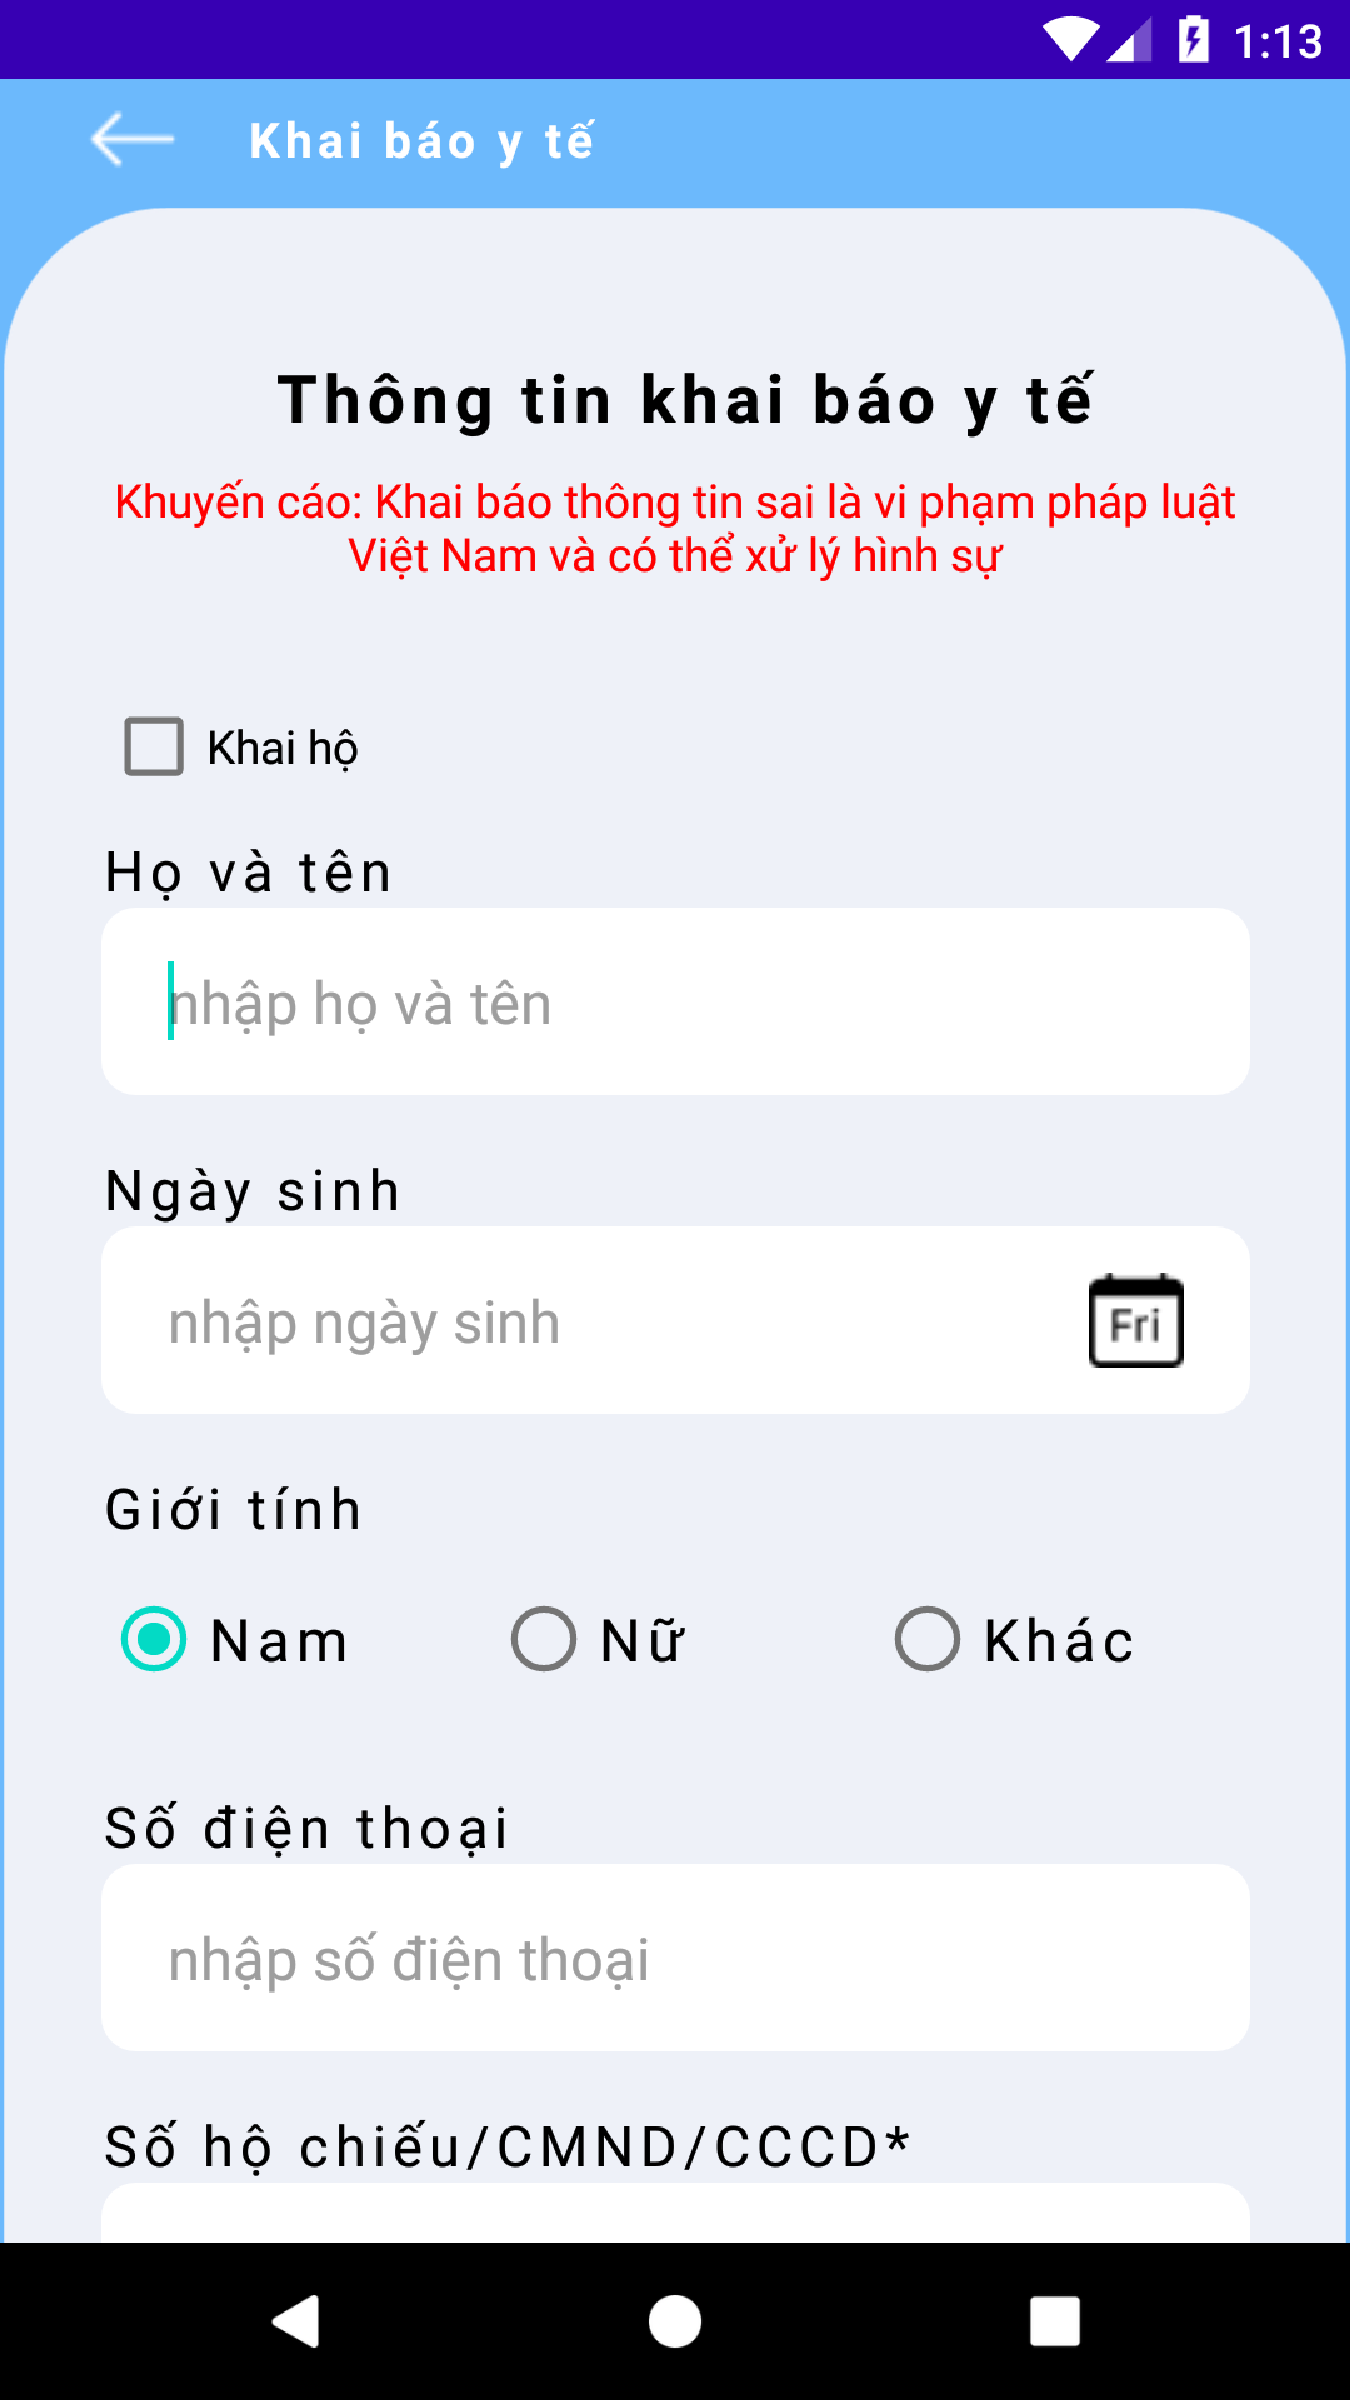 1:13
Khai báo y tế
Thông tin khai báo y tế
Khuyến cáo: Khai báo thông tin sai là vi phạm pháp luật
Việt Nam và có thể xử lý hình sự
Khai hộ
Họ và tên
nhập họ và tên
Ngày sinh
nhập ngày sinh
Fri
Giới tính
Nam Nữ Khác
Số điện thoại
nhập số điện thoại
Số hộ chiếu/CMND/CCCD*